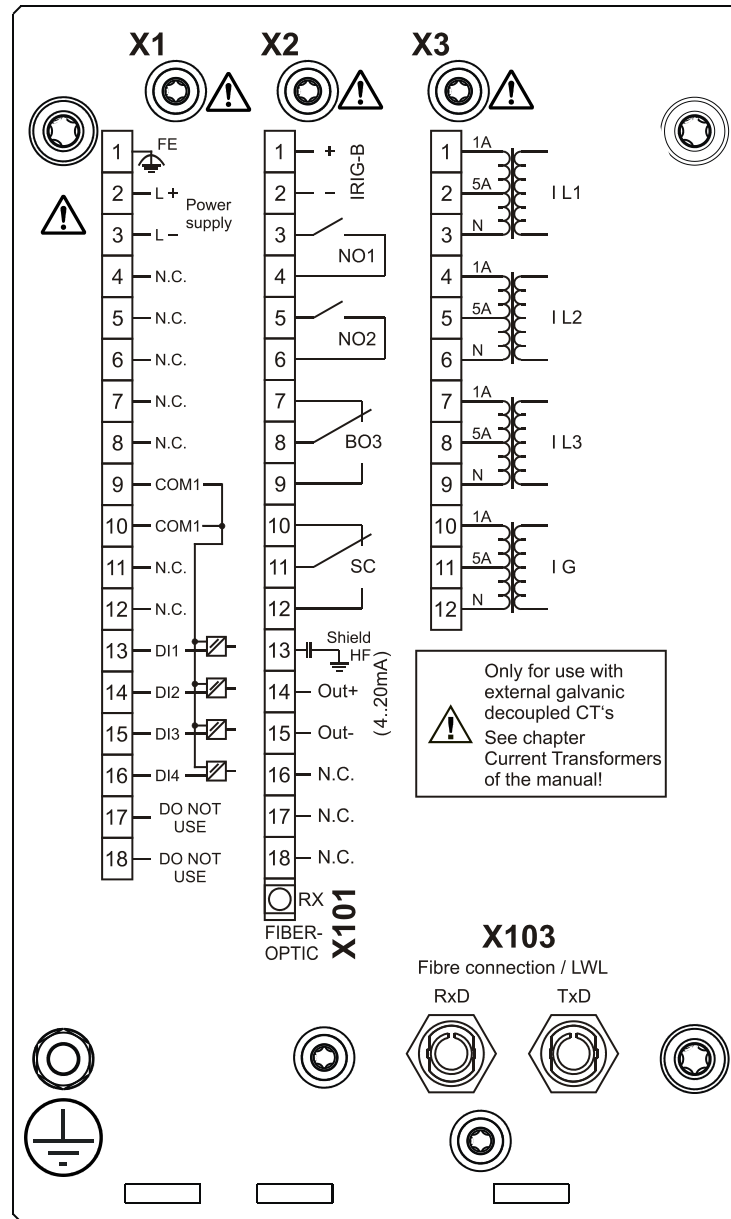 X1
1 FE
2 L+ Power
supply
3 L–
4 N.C.
5 N.C.
6 N.C.
7 N.C.
8 N.C.
9 COM1
10 COM1
11 N.C.
12 N.C.
13 DI1
14 DI2
15 DI3
16 DI4
17 DO NOT
USE
18 DO NOT
USE
X2
1 +
2 –
IRIG-B
3
NO1
4
5
NO2
6
7
8 BO3
9
10
11 SC
12
13 Shield
HF
14 Out+
15 Out-
(4..20mA)
16 N.C.
17 N.C.
18 N.C.
RX
FIBER-
OPTIC
X101
X3
1 1A
2 5A I L1
3 N
4 1A
5 5A I L2
6 N
7 1A
8 5A I L3
9 N
10 1A
11 5A I G
12 N
Only for use with
external galvanic
decoupled CT‘s
See chapter
Current Transformers
of the manual!
X103
Fibre connection / LWL
RxD TxD